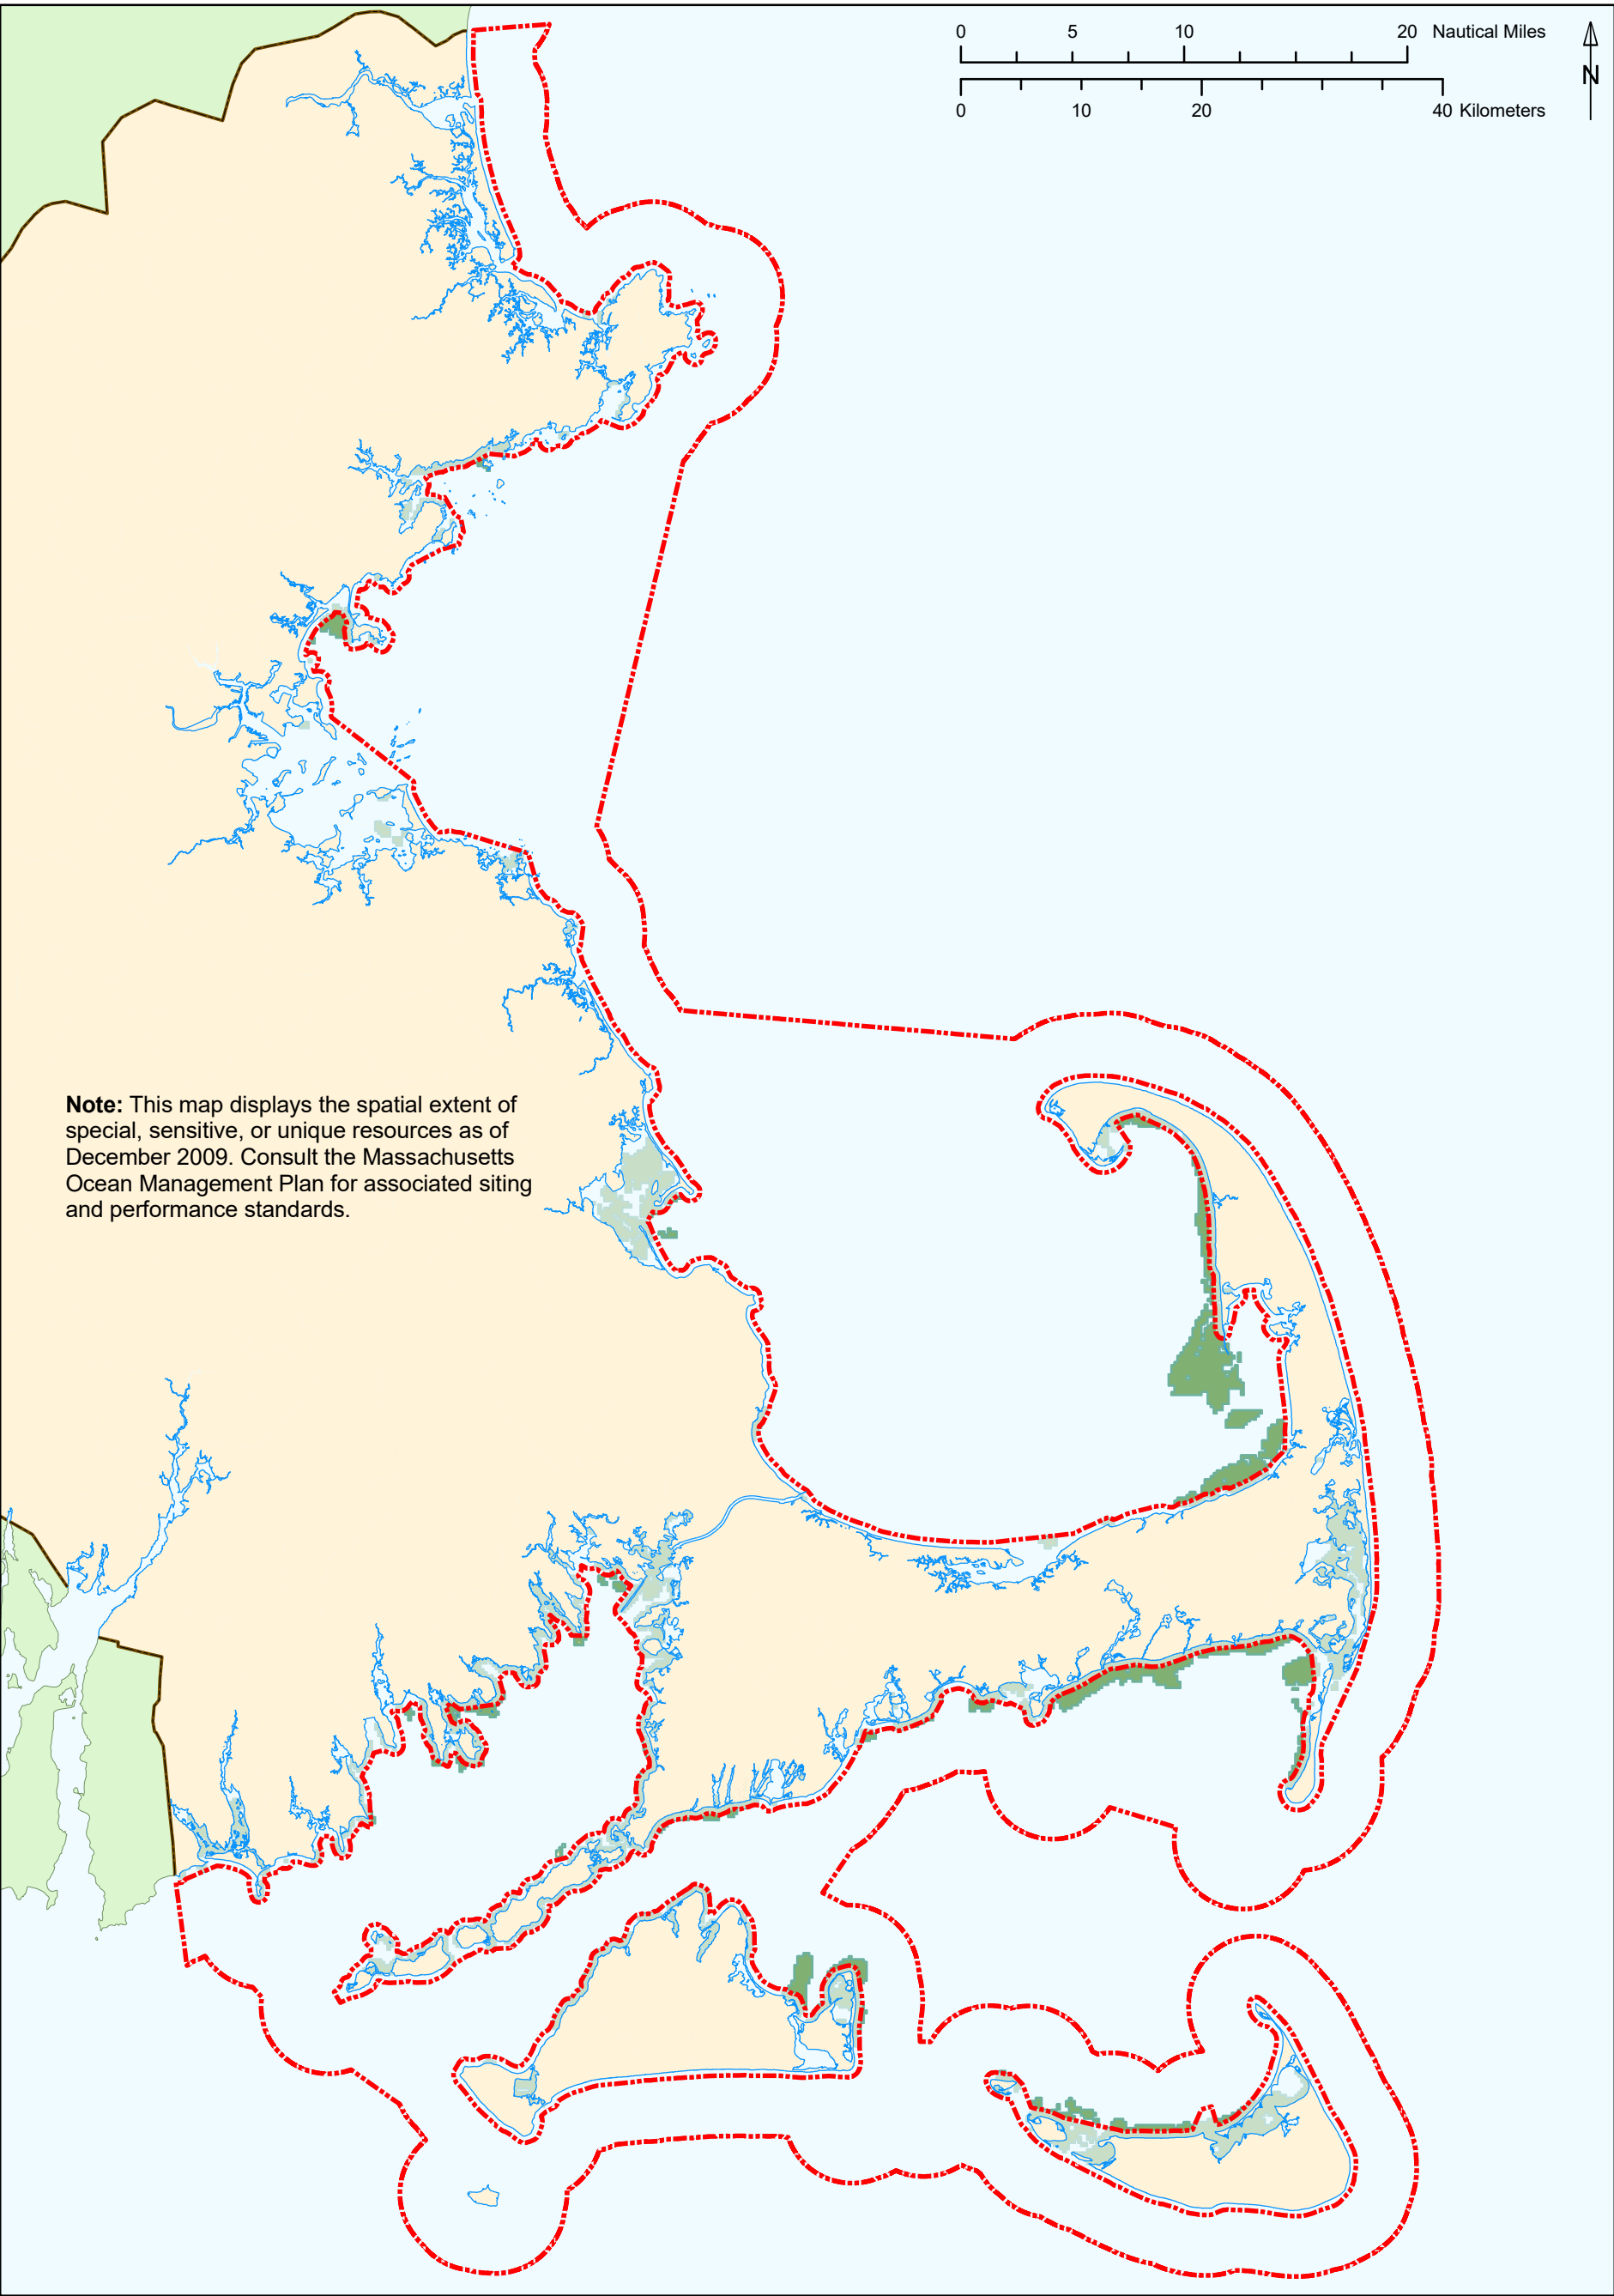 0 5 10 20 Nautical Miles
0 10 20 40 Kilometers
N
Note: This map displays the spatial extent of
special, sensitive, or unique resources as of
December 2009. Consult the Massachusetts
Ocean Management Plan for associated siting
and performance standards.